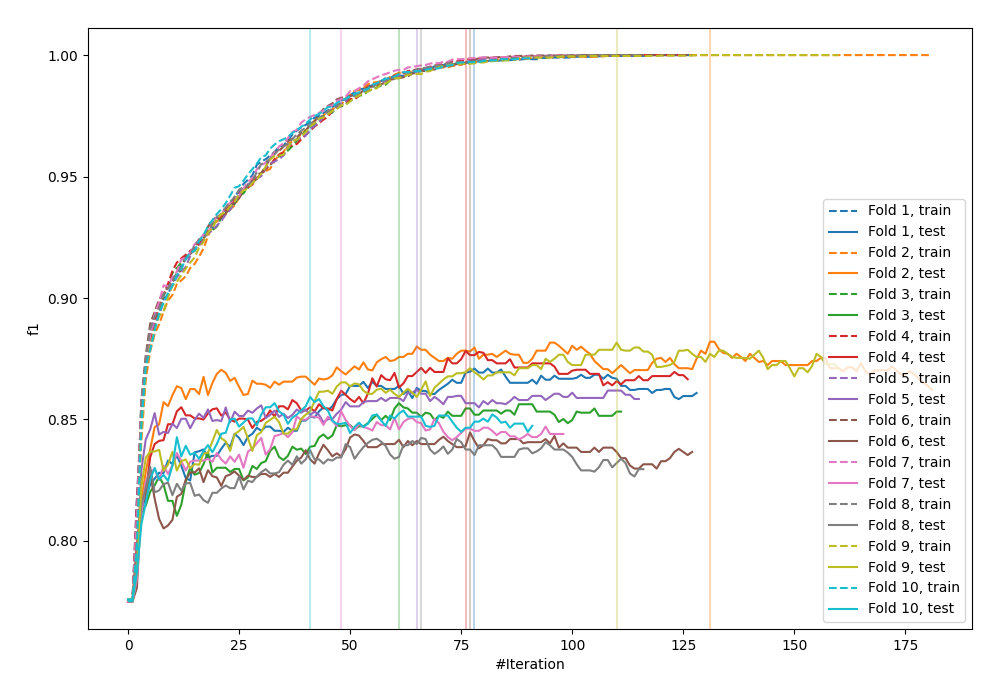 1.00
0.95
0.90
0.85
0.80
f1
0
25
50
75
100
125
150
175
#Iteration
Fold 1, train
Fold 1, test
Fold 2, train
Fold 2, test
Fold 3, train
Fold 3, test
Fold 4, train
Fold 4, test
Fold 5, train
Fold 5, test
Fold 6, train
Fold 6, test
Fold 7, train
Fold 7, test
Fold 8, train
Fold 8, test
Fold 9, train
Fold 9, test
Fold 10, train
Fold 10, test